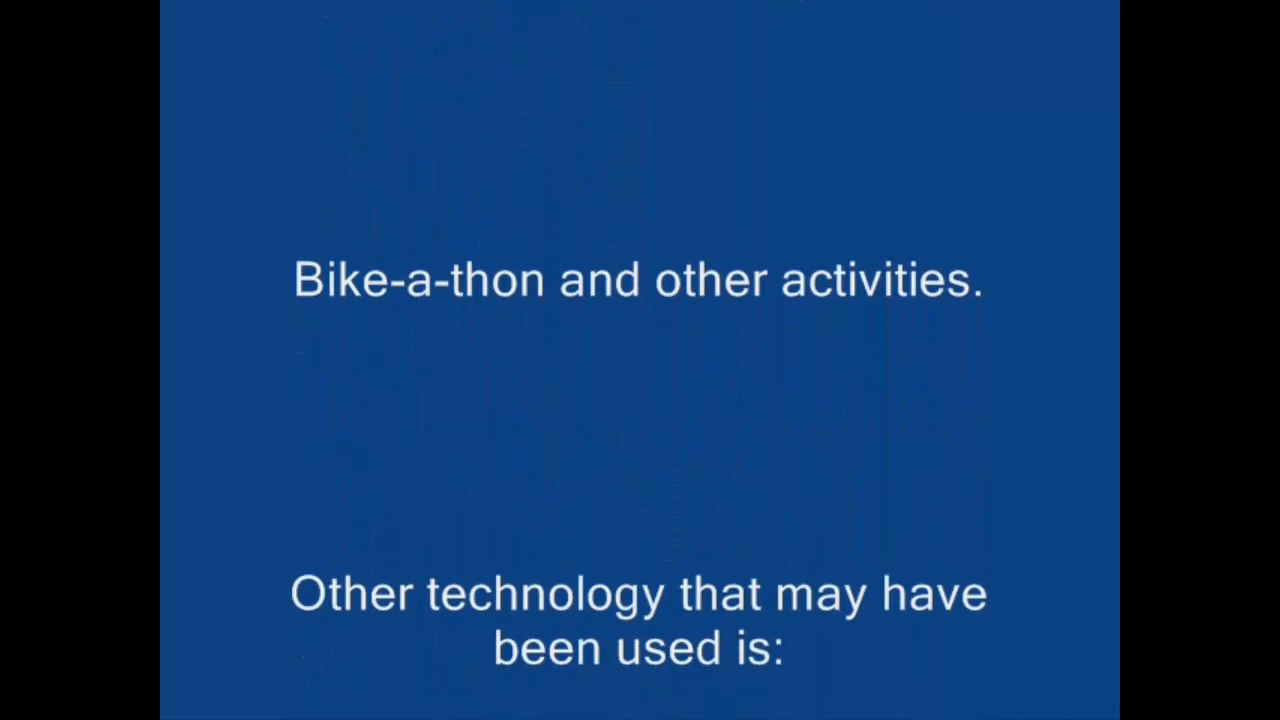 Bike-a-thon and other activities.
Other technology that may have
been used is: